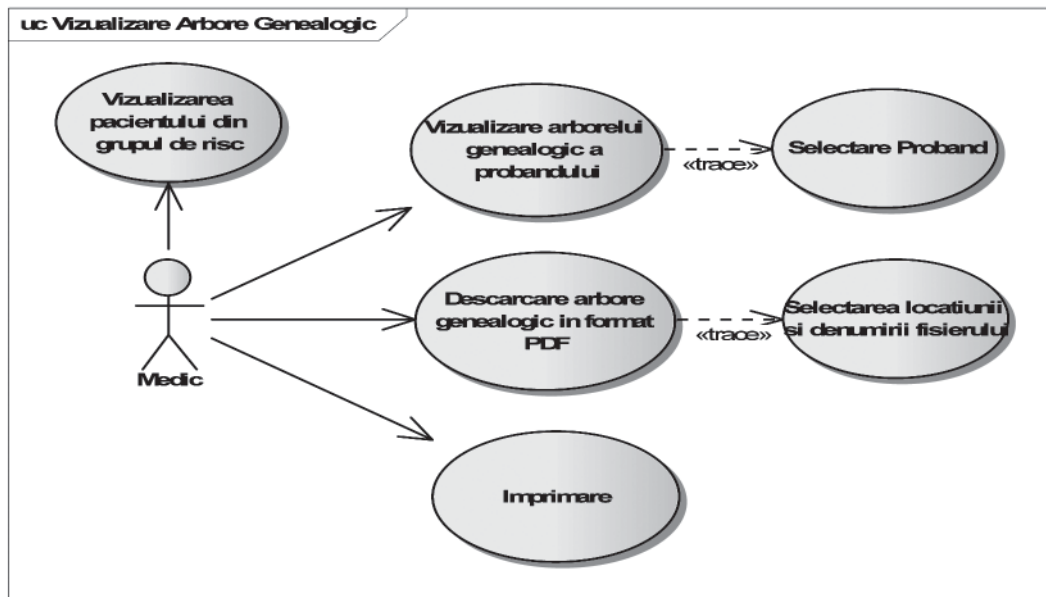 uc Vizualizare Arbore Genealogic
Vizualizarea
pacientului din
grupul de risc
Vizualizare arborelui
genealogic a
probandului
«trace»
Selectare Proband
Medic
Descarcare arbore
genealogic in format
PDF
«trace»
Selectarea locatiunii
si denumirii fisierului
Imprimare